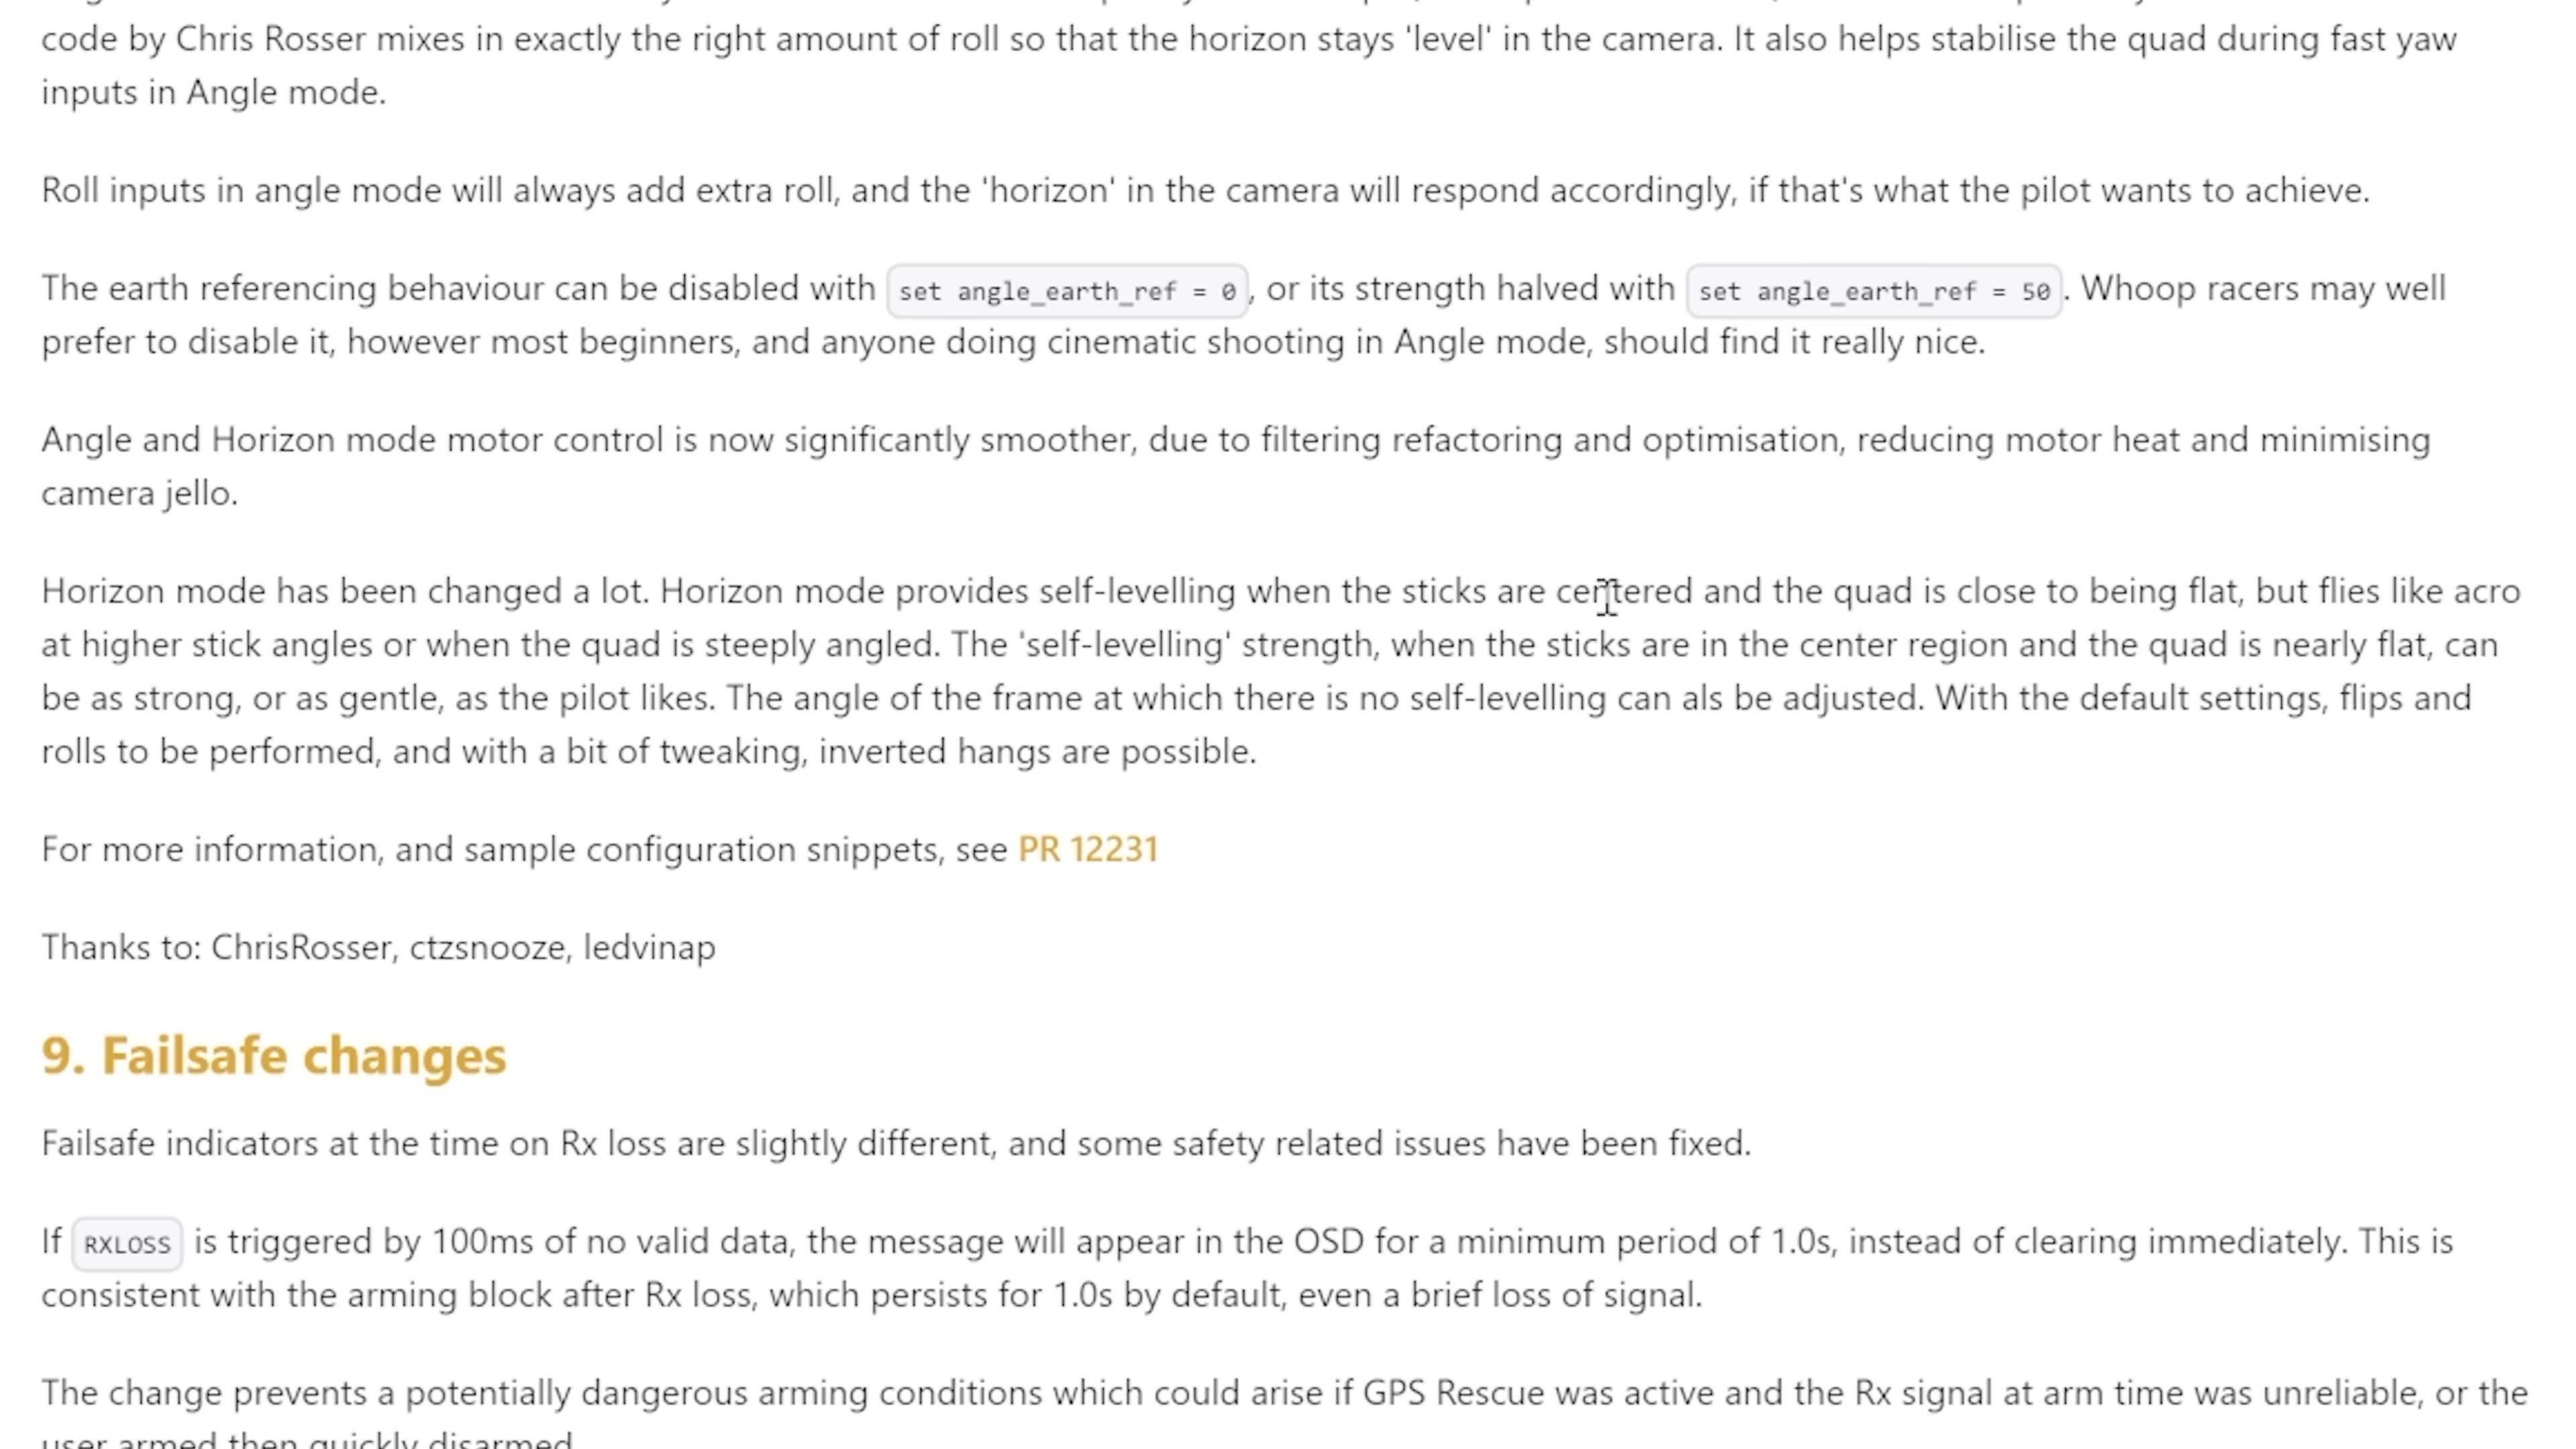 code by Chris Rosser mixes in exactly the right amount of roll so that the horizon stays 'level' in the camera. It also helps stabilise the quad during fast yaw
inputs in Angle mode.
Roll inputs in angle mode will always add extra roll, and the 'horizon' in the camera will respond accordingly, if that's what the pilot wants to achieve.
The earth referencing behaviour can be disabled with set angle_earth_ref = 0, or its strength halved with set angle_earth_ref = 50. Whoop racers may well
prefer to disable it, however most beginners, and anyone doing cinematic shooting in Angle mode, should find it really nice.
Angle and Horizon mode motor control is now significantly smoother, due to filtering refactoring and optimisation, reducing motor heat and minimising
camera jello.
Horizon mode has been changed a lot. Horizon mode provides self-levelling when the sticks are centered and the quad is close to being flat, but flies like acro
at higher stick angles or when the quad is steeply angled. The 'self-levelling' strength, when the sticks are in the center region and the quad is nearly flat, can
be as strong, or as gentle, as the pilot likes. The angle of the frame at which there is no self-levelling can als be adjusted. With the default settings, flips and
rolls to be performed, and with a bit of tweaking, inverted hangs are possible.
For more information, and sample configuration snippets, see PR 12231
Thanks to: ChrisRosser, ctzsnooze, ledvinap
9. Failsafe changes
Failsafe indicators at the time on Rx loss are slightly different, and some safety related issues have been fixed.
If RXLOSS is triggered by 100ms of no valid data, the message will appear in the OSD for a minimum period of 1.0s, instead of clearing immediately. This is
consistent with the arming block after Rx loss, which persists for 1.0s by default, even a brief loss of signal.
The change prevents a potentially dangerous arming conditions which could arise if GPS Rescue was active and the Rx signal at arm time was unreliable, or the
user armed then quickly disarmed